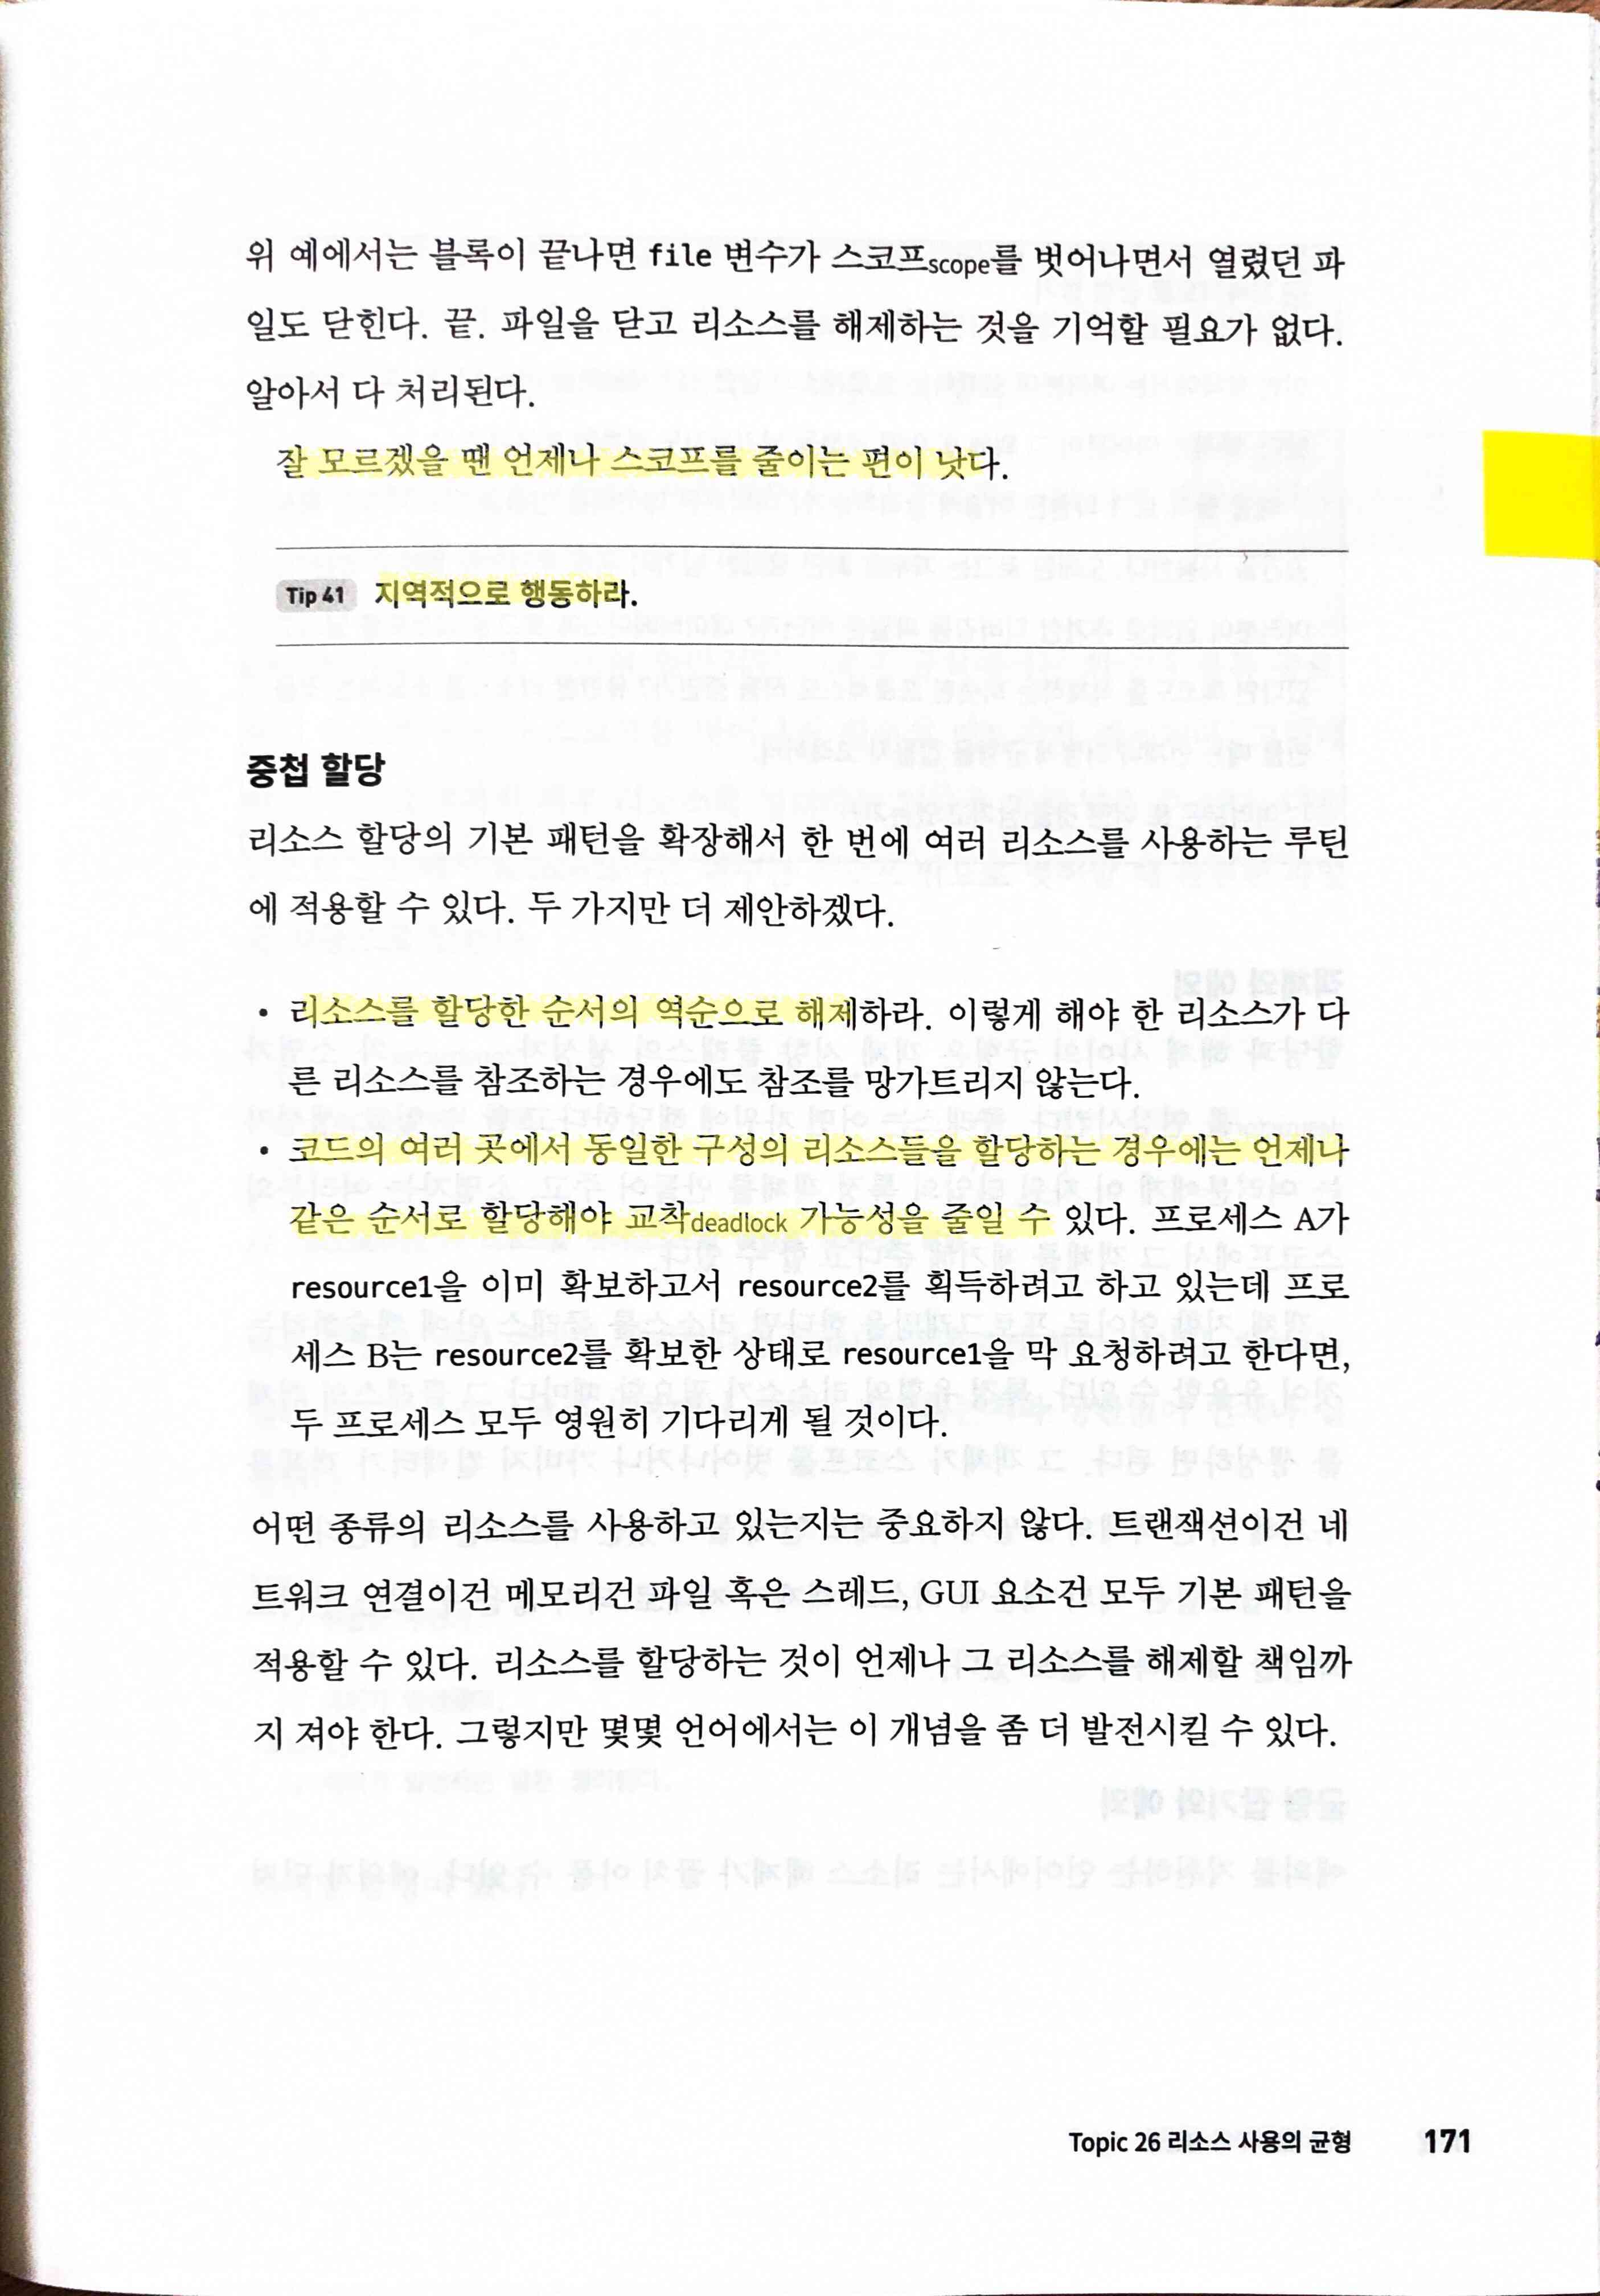 위 예에서는 블록이 끝나면 file 변수가 스코프scope를 벗어나면서 열렸던 파
일도 닫힌다. 끝. 파일을 닫고 리소스를 해제하는 것을 기억할 필요가 없다.
알아서 다 처리된다.
잘 모르겠을 땐 언제나 스코프를 줄이는 편이 낫다.
Tip 41 지역적으로 행동하라.
중첩 할당
리소스 할당의 기본 패턴을 확장해서 한 번에 여러 리소스를 사용하는 루틴
에 적용할 수 있다. 두 가지만 더 제안하겠다.
• 리소스를 할당한 순서의 역순으로 해제하라. 이렇게 해야 한 리소스가 다
른 리소스를 참조하는 경우에도 참조를 망가트리지 않는다.
• 코드의 여러 곳에서 동일한 구성의 리소스들을 할당하는 경우에는 언제나
같은 순서로 할당해야 교착deadlock 가능성을 줄일 수 있다. 프로세스 A가
resource1을 이미 확보하고서 resource2를 획득하려고 하고 있는데 프로
세스 B는 resource2를 확보한 상태로 resource1을 막 요청하려고 한다면,
두 프로세스 모두 영원히 기다리게 될 것이다.
어떤 종류의 리소스를 사용하고 있는지는 중요하지 않다. 트랜잭션이건 네
트워크 연결이건 메모리건 파일 혹은 스레드, GUI 요소건 모두 기본 패턴을
적용할 수 있다. 리소스를 할당하는 것이 언제나 그 리소스를 해제할 책임까
지 져야 한다. 그렇지만 몇몇 언어에서는 이 개념을 좀 더 발전시킬 수 있다.
Topic 26 리소스 사용의 균형 171